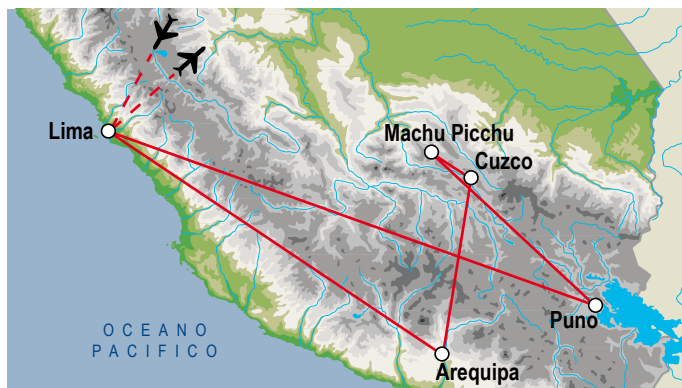 Machu Picchu
Lima
Cuzco
Puno
OCEANO
PACIFICO
Arequipa